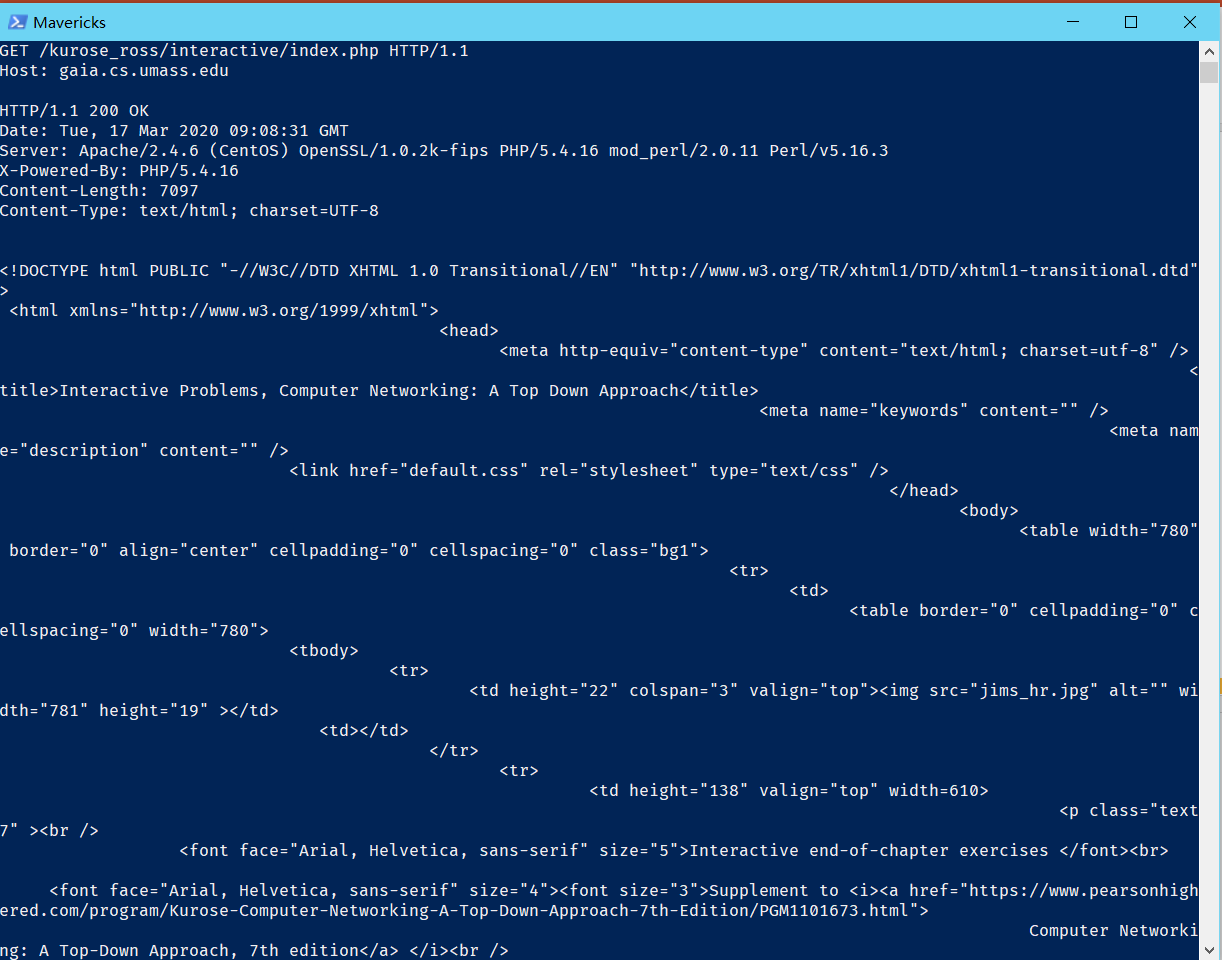 Mavericks
GET /kurose_ross/interactive/index.php HTTP/1.1
Host: gaia.cs.umass.edu
HTTP/1.1 200 OK
Date: Tue, 17 Mar 2020 09:08:31 GMT
Server: Apache/2.4.6 (CentOS) OpenSSL/1.0.2k-fips PHP/5.4.16 mod_perl/2.0.11 Perl/v5.16.3
X-Powered-By: PHP/5.4.16
Content-Length: 7097
Content-Type: text/html; charset=UTF-8
<!DOCTYPE html PUBLIC "-//W3C//DTD XHTML 1.0 Transitional//EN" "http://www.w3.org/TR/xhtml1/DTD/xhtml1-transitional.dtd"
>
<html xmlns="http://www.w3.org/1999/xhtml">
<head>
<meta http-equiv="content-type" content="text/html; charset=utf-8" />
<
title>Interactive Problems, Computer Networking: A Top Down Approach</title>
<meta name="keywords" content="" />
<meta nam
e="description" content="" />
<link href="default.css" rel="stylesheet" type="text/css" />
</head>
<body>
<table width="780"
border="0" align="center" cellpadding="0" cellspacing="0" class="bg1">
<tr>
<td>
<table border="0" cellpadding="0" c
ellspacing="0" width="780">
<tbody>
<tr>
<td height="22" colspan="3" valign="top"><img src="jims_hr.jpg" alt="" wi
dth="781" height="19" ></td>
<td></td>
</tr>
<tr>
<td height="138" valign="top" width=610>
<p class="text
7" ><br />
<font face="Arial, Helvetica, sans-serif" size="5">Interactive end-of-chapter exercises </font><br>
<font face="Arial, Helvetica, sans-serif" size="4"><font size="3">Supplement to <i><a href="https://www.pearsonhigh
ered.com/program/Kurose-Computer-Networking-A-Top-Down-Approach-7th-Edition/PGM1101673.html">
Computer Networki
ng: A Top-Down Approach, 7th edition</a> </i><br />